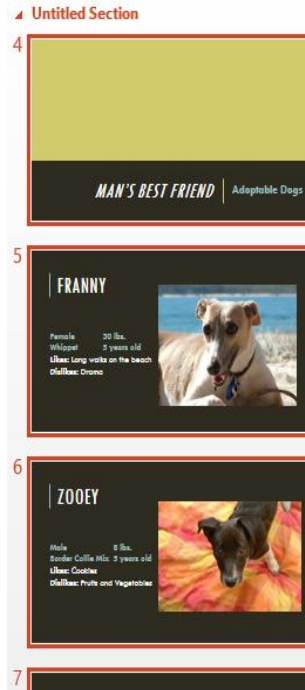 Untitled Section
4
MAN'S BEST FRIEND Adoptable Dogs
5
FRANNY
Female 30 lbs.
Whippet 5 years old
Likes: Long walks on the beach
Dislikes: Drama
6
ZOOEY
Male 8 lbs.
Border Collie Mix 3 years old
Likes: Cookies
Dislikes: Fruits and Vegetables
7